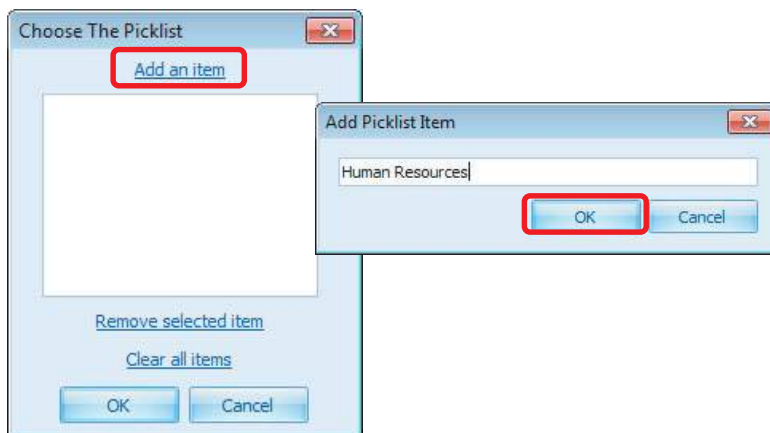 Choose The Picklist
Add an item
Add Picklist Item
Human Resources
OK Cancel
Remove selected item
Clear all items
OK Cancel